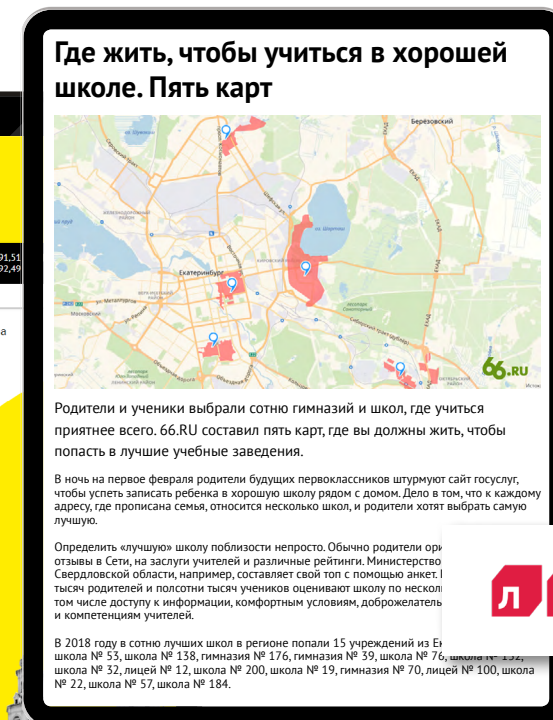 Где жить, чтобы учиться в хорошей
школе. Пять карт
Берёзовский
Екатеринбург
66.RU
91,51
92,49
Родители и ученики выбрали сотню гимназий и школ, где учиться
приятнее всего. 66.RU составил пять карт, где вы должны жить, чтобы
попасть в лучшие учебные заведения.
В ночь на первое февраля родители будущих первоклассников штурмуют сайт госуслуг,
чтобы успеть записать ребенка в хорошую школу рядом с домом. Дело в том, что к каждому
адресу, где прописана семья, относится несколько школ, и родители хотят выбрать самую
лучшую.
Определить «лучшую» школу поблизости непросто. Обычно родители
отзывы в Сети, на заслуги учителей и различные рейтинги. Министерство
Свердловской области, например, составляет свой топ с помощью анкет.
тысяч родителей и полсотни тысяч учеников оценивают школу по
том числе доступу к информации, комфортным условиям,
и компетенциям учителей.
Л
В 2018 году в сотню лучших школ в регионе попали 15 учреждений из
школа № 53, школа № 138, гимназия № 176, гимназия № 39, школа № 76, школа
школа № 32, лицей № 12, школа № 200, школа № 19, гимназия № 70, лицей № 100, школа
№ 22, школа № 57, школа № 184.